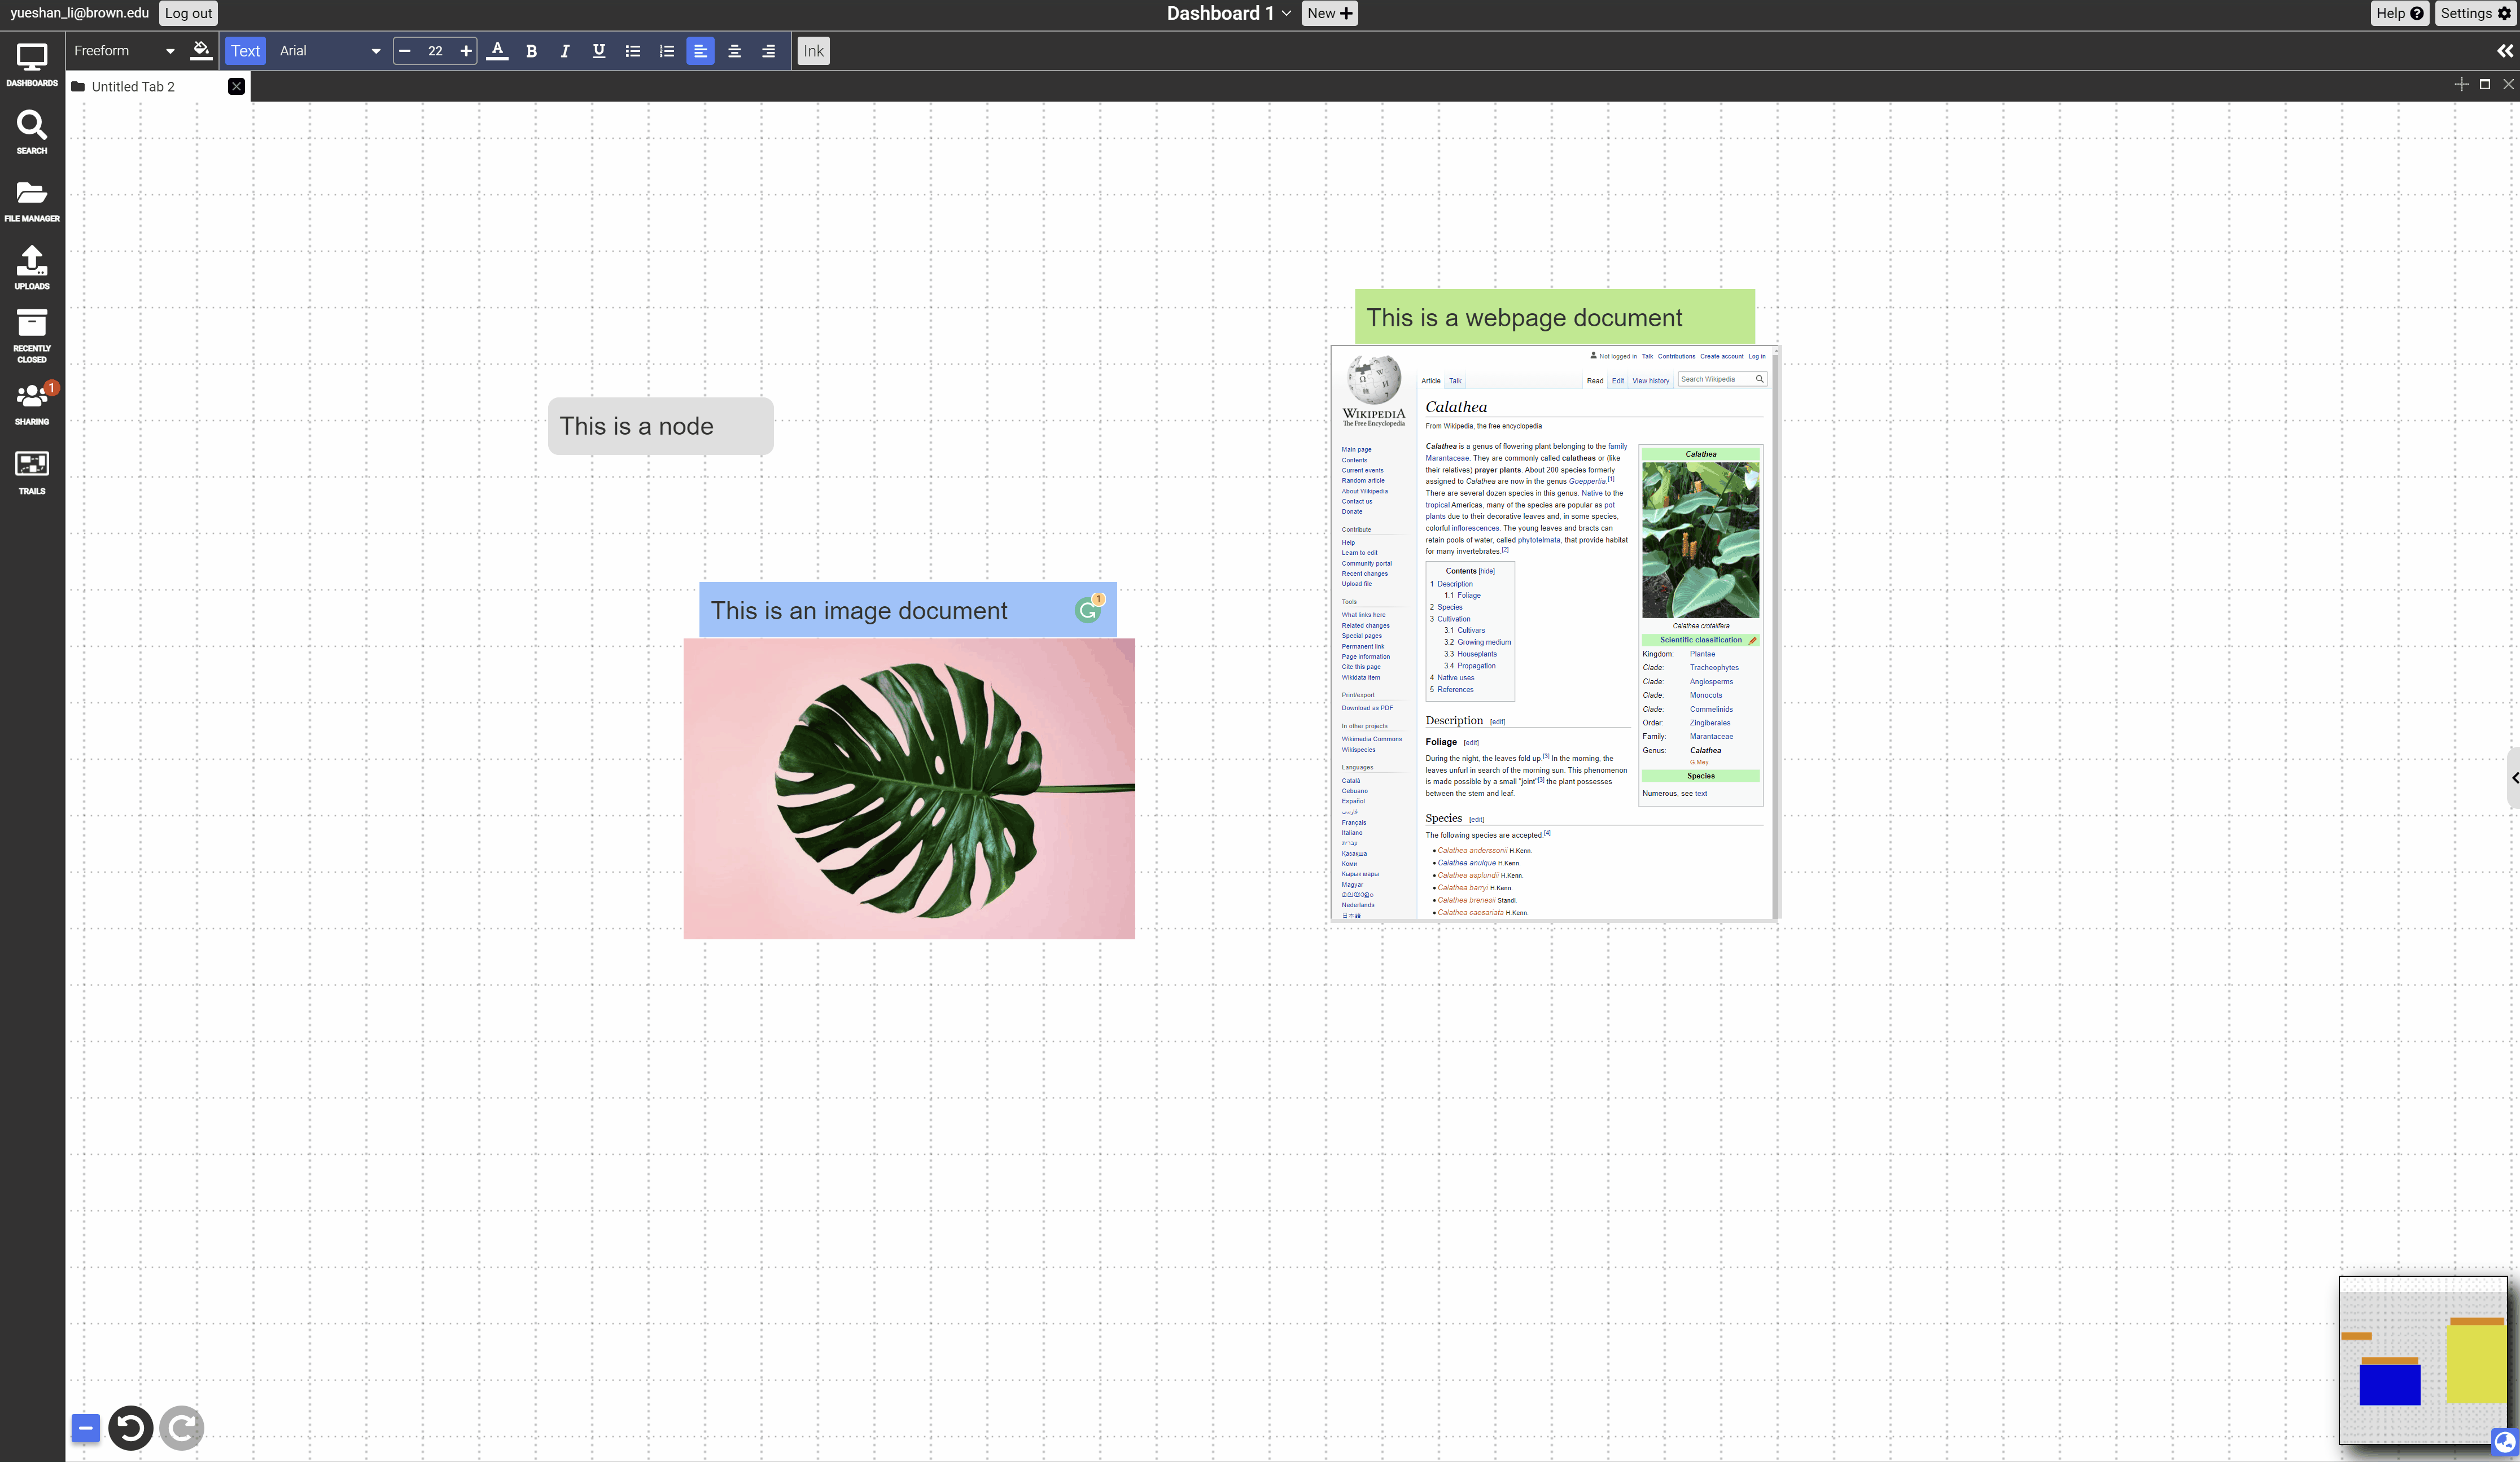 yueshan_li@brown.edu Log out
Dashboard 1
New
Help
Settings
DASHBOARDS
SEARCH
FILE MANAGER
UPLOADS
RECENTLY
CLOSED
1
SHARING
TRAILS
Freeform
Text
Arial
22
A
B
I
U
Ink
Untitled Tab 2
This is a node
This is an image document
1
This is a webpage document
WIKIPEDIA
The Free Encyclopedia
Main page
Contents
Current events
Random article
About Wikipedia
Contact us
Donate
Contribute
Help
Learn to edit
Community portal
Recent changes
Upload file
Tools
What links here
Related changes
Special pages
Permanent link
Page information
Cite this page
Wikidata item
Print/export
Download as PDF
In other projects
Wikimedia Commons
Wikispecies
Languages
Català
Cebuano
Español
فارسی
Français
Italiano
עברית
Қазақша
Коми
Кырык мары
Magyar
മലയാളം
Nederlands
日本語
Not logged in Talk Contributions Create account Log in
Article Talk
Read Edit View history
Search Wikipedia
Calathea
From Wikipedia, the free encyclopedia
Calathea is a genus of flowering plant belonging to the family
Marantaceae. They are commonly called calatheas or (like
their relatives) prayer plants. About 200 species formerly
assigned to Calathea are now in the genus Goeppertia.[1]
There are several dozen species in this genus. Native to the
tropical Americas, many of the species are popular as pot
plants due to their decorative leaves and, in some species,
colorful inflorescences. The young leaves and bracts can
retain pools of water, called phytotelmata, that provide habitat
for many invertebrates.[2]
Contents [hide]
1 Description
1.1 Foliage
2 Species
3 Cultivation
3.1 Cultivars
3.2 Growing medium
3.3 Houseplants
3.4 Propagation
4 Native uses
5 References
Description [edit]
Foliage [edit]
During the night, the leaves fold up.[3] In the morning, the
leaves unfurl in search of the morning sun. This phenomenon
is made possible by a small "joint"[3] the plant possesses
between the stem and leaf.
Species [edit]
The following species are accepted:[4]
• Calathea anderssonii H.Kenn.
• Calathea anulque H.Kenn.
• Calathea asplundii H.Kenn.
• Calathea barryi H.Kenn.
• Calathea brenesii Standl.
• Calathea caesariata H.Kenn.
Calathea
Calathea crotalifera
Scientific classification
Kingdom: Plantae
Clade: Tracheophytes
Clade: Angiosperms
Clade: Monocots
Clade: Commelinids
Order: Zingiberales
Family: Marantaceae
Genus: Calathea
G.Mey.
Species
Numerous, see text